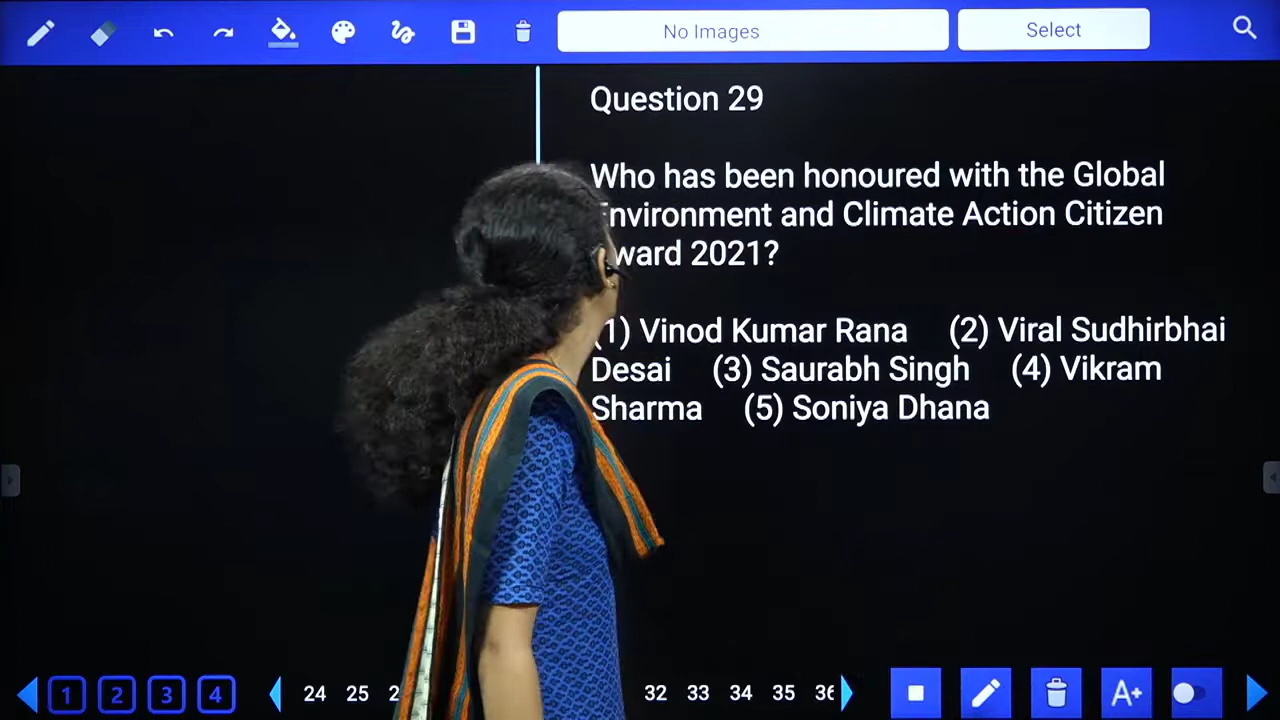 No Images
Select
Question 29
Who has been honoured with the Global
Environment and Climate Action Citizen
ward 2021?
(1) Vinod Kumar Rana (2) Viral Sudhirbhai
Desai (3) Saurabh Singh (4) Vikram
Sharma (5) Soniya Dhana
1 2 3 4 24 25 32 33 34 35 36 A+